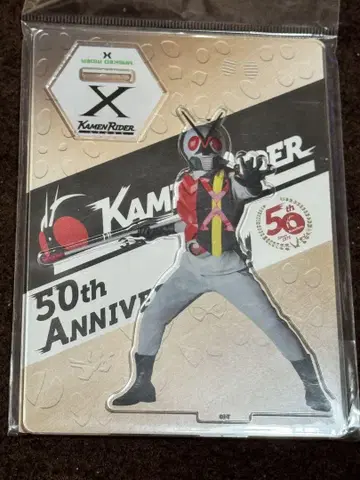 X
KAMEN RIDER
KAMEN RIDER
50th
50th
ANNIVE